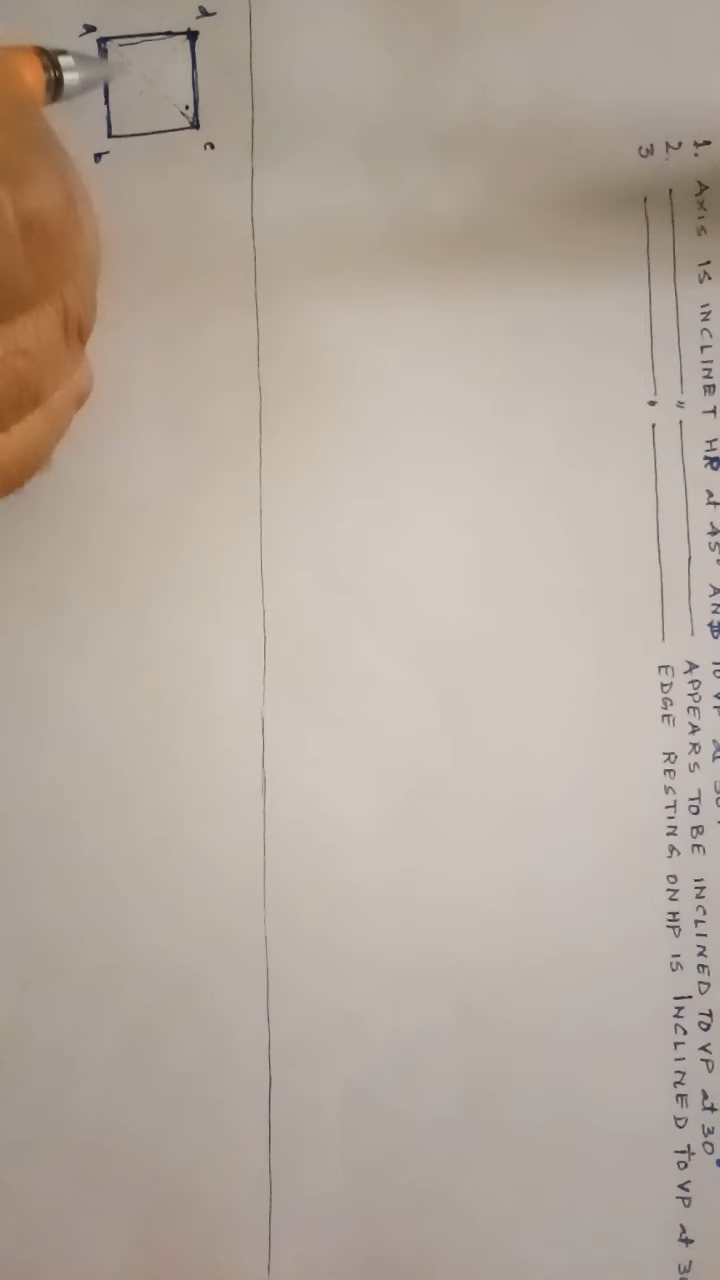 1. AXIS IS INCLINET HP at 45° AND TO VP at 30°
2. ——— " ——— APPEARS TO BE INCLINED TO VP at 30°
3 ——— " ——— EDGE RESTING ON HP IS INCLINED TO VP at
a d
b c